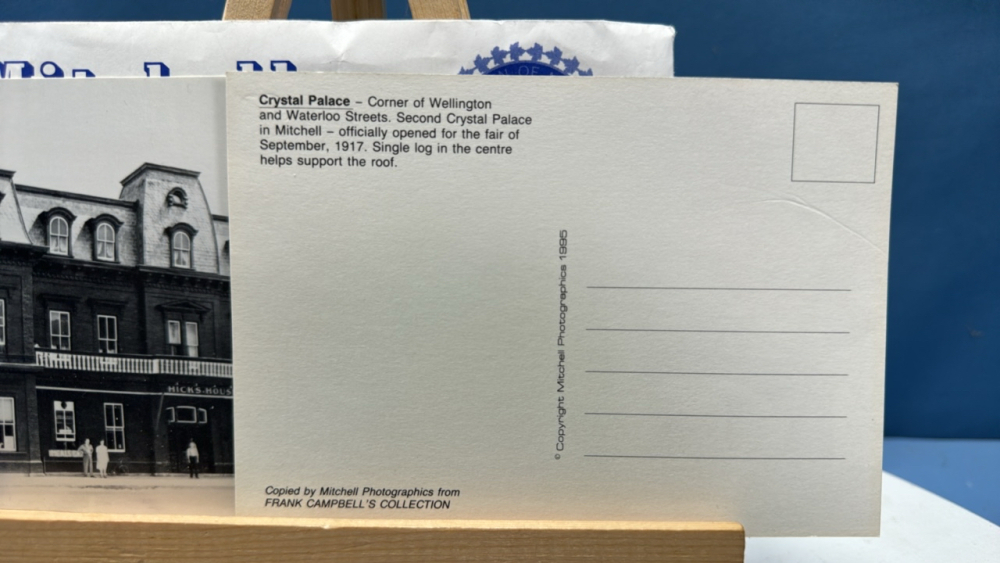 Crystal Palace – Corner of Wellington
and Waterloo Streets. Second Crystal Palace
in Mitchell – officially opened for the fair of
September, 1917. Single log in the centre
helps support the roof.
© Copyright Mitchell Photographics 1995
Copied by Mitchell Photographics from
FRANK CAMPBELL'S COLLECTION
HICK'S HOUS